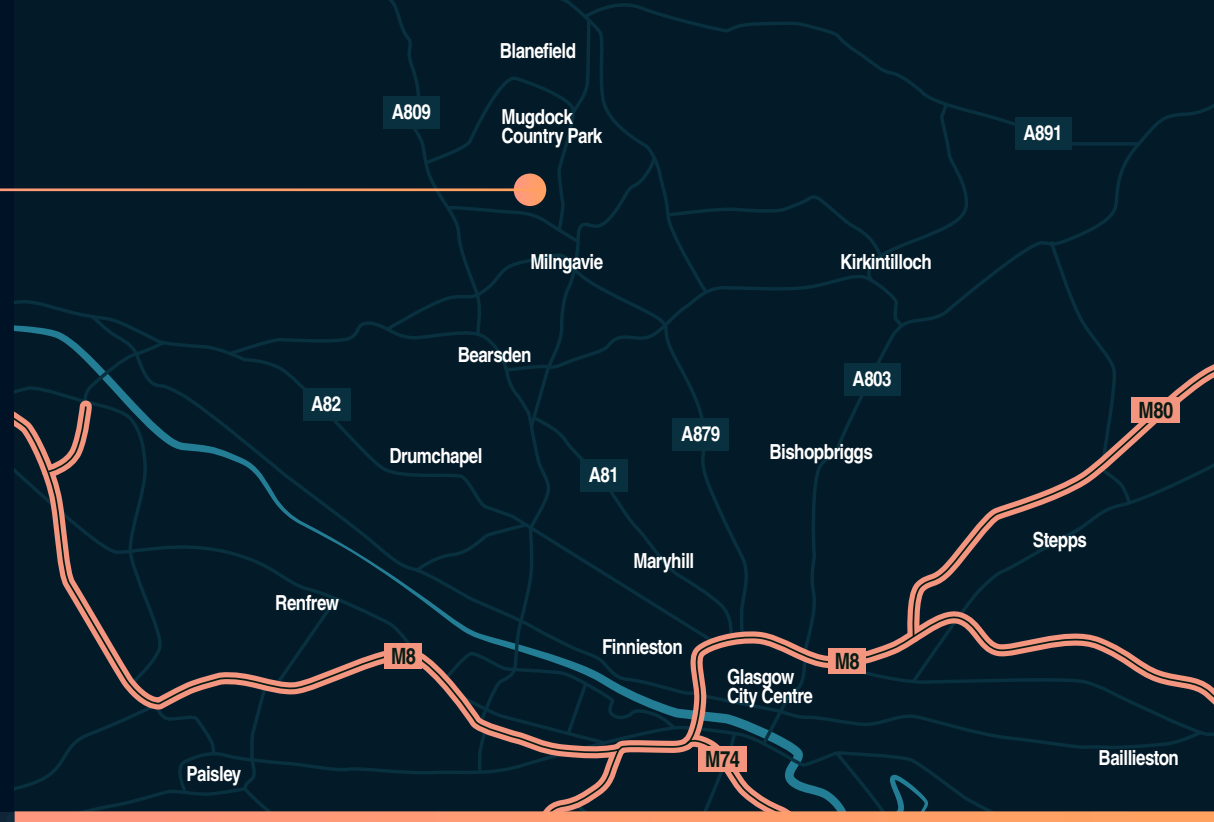 Blanefield
A809
Mugdock
Country Park
A891
Milngavie
Kirkintilloch
Bearsden
A803
A82
M80
A879
Drumchapel
Bishopbriggs
A81
Stepps
Maryhill
Renfrew
Finnieston
M8
M8
Glasgow
City Centre
M74
Baillieston
Paisley